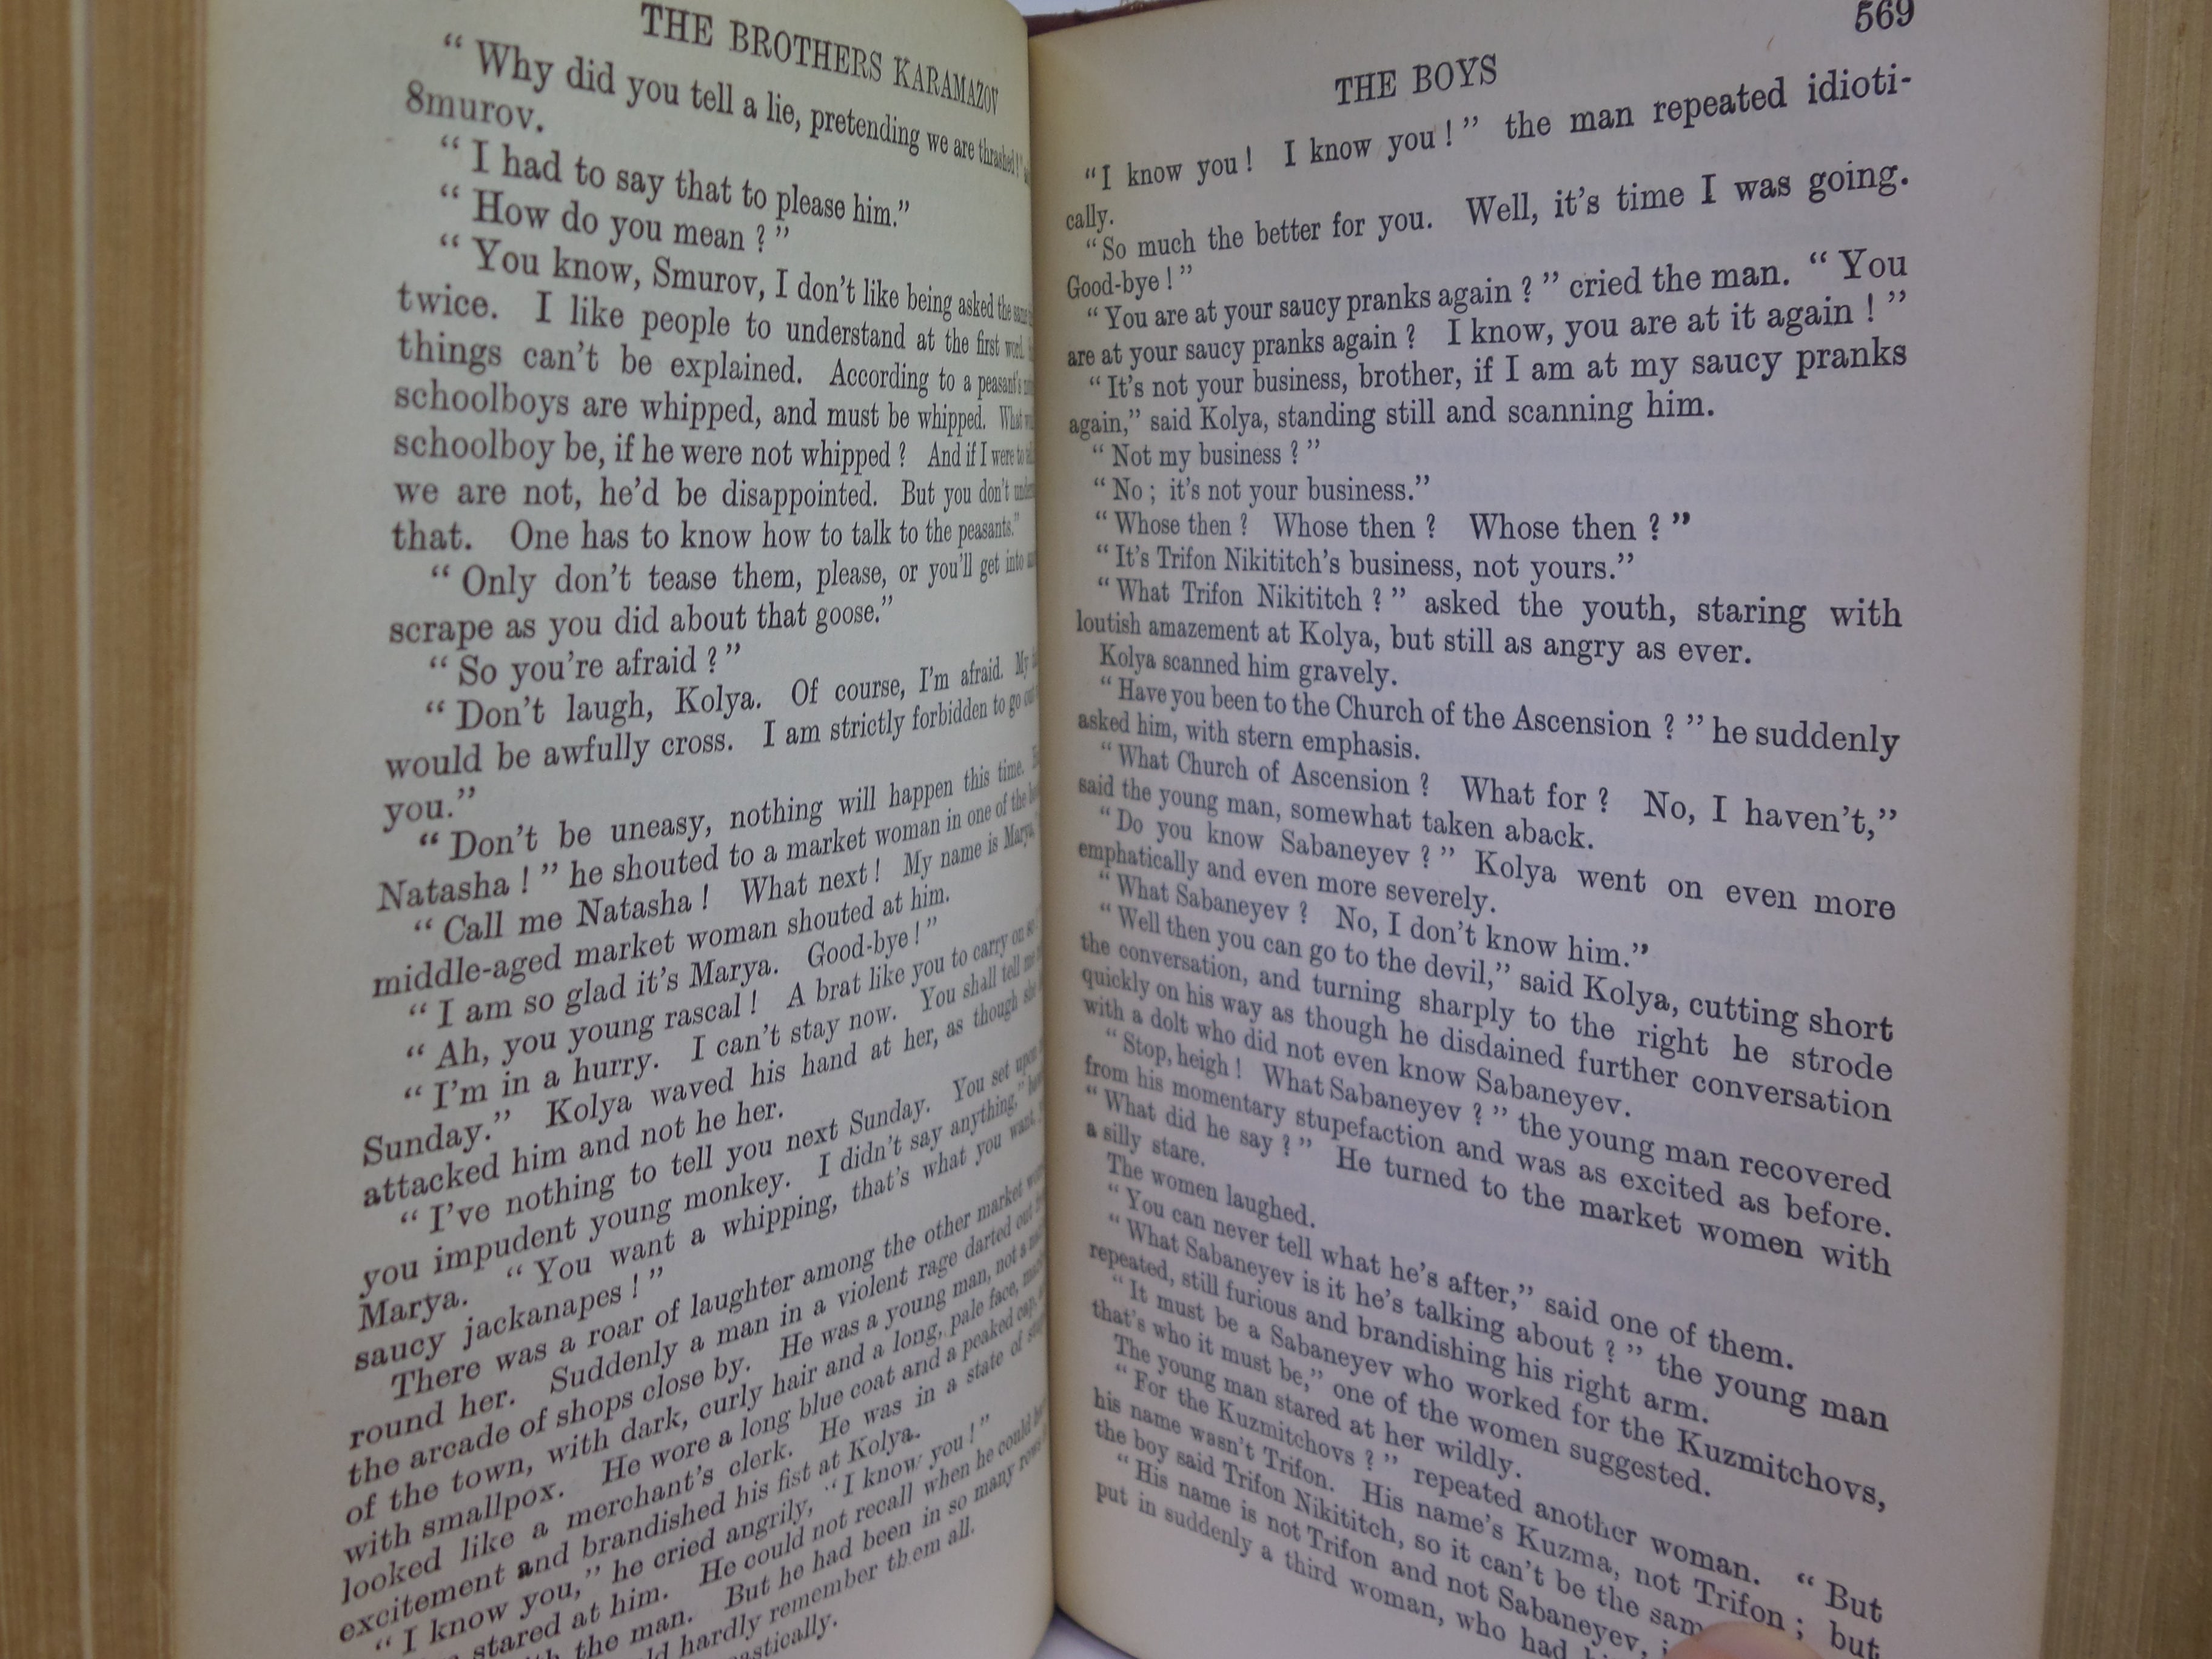 THE BROTHERS KARAMAZOV
“ Why did you tell a lie, pretending we are thrashed ! ”
Smurov.
“ I had to say that to please him.”
“ How do you mean ? ”
“ You know, Smurov, I don’t like being asked the same
twice. I like people to understand at the first word.
things can’t be explained. According to a peasant’s
schoolboys are whipped, and must be whipped. What
schoolboy be, if he were not whipped ? And if I were to
we are not, he’d be disappointed. But you don’t
that. One has to know how to talk to the peasants.”
“ Only don’t tease them, please, or you’ll get into
scrape as you did about that goose.”
“ So you’re afraid ? ”
“ Don’t laugh, Kolya. Of course, I’m afraid. My
would be awfully cross. I am strictly forbidden to go out
you.”
“ Don’t be uneasy, nothing will happen this time.
Natasha ! ” he shouted to a market woman in one of the
“ Call me Natasha ! What next ! My name is Marya,”
middle-aged market woman shouted at him.
“ I am so glad it’s Marya. Good-bye ! ”
“ Ah, you young rascal ! A brat like you to carry on so
“ I’m in a hurry. I can’t stay now. You shall tell me
Sunday.” Kolya waved his hand at her, as though she
attacked him and not he her.
“ I’ve nothing to tell you next Sunday. You set upon
you impudent young monkey. I didn’t say anything,”
Marya. “ You want a whipping, that’s what you want,
saucy jackanapes ! ”
There was a roar of laughter among the other market
round her. Suddenly a man in a violent rage darted out
the arcade of shops close by. He was a young man, not a
of the town, with dark, curly hair and a long, pale face,
with smallpox. He wore a long blue coat and a peaked cap,
looked like a merchant’s clerk. He was in a state of
excitement and brandished his fist at Kolya.
“ I know you,” he cried angrily, “ I know you ! ”
stared at him. He could not recall when he could
the man. But he had been in so many
hardly remember them all.
569
THE BOYS
“ I know you ! I know you ! ” the man repeated idioti-
cally.
“ So much the better for you. Well, it’s time I was going.
Good-bye ! ”
“ You are at your saucy pranks again ? ” cried the man. “ You
are at your saucy pranks again ? I know, you are at it again ! ”
“ It’s not your business, brother, if I am at my saucy pranks
again,” said Kolya, standing still and scanning him.
“ Not my business ? ”
“ No ; it’s not your business.”
“ Whose then ? Whose then ? Whose then ? ”
“ It’s Trifon Nikititch’s business, not yours.”
“ What Trifon Nikititch ? ” asked the youth, staring with
loutish amazement at Kolya, but still as angry as ever.
Kolya scanned him gravely.
“ Have you been to the Church of the Ascension ? ” he suddenly
asked him, with stern emphasis.
“ What Church of Ascension ? What for ? No, I haven’t,”
said the young man, somewhat taken aback.
“ Do you know Sabaneyev ? ” Kolya went on even more
emphatically and even more severely.
“ What Sabaneyev ? No, I don’t know him.”
“ Well then you can go to the devil,” said Kolya, cutting short
the conversation, and turning sharply to the right he strode
quickly on his way as though he disdained further conversation
with a dolt who did not even know Sabaneyev.
“ Stop, heigh ! What Sabaneyev ? ” the young man recovered
from his momentary stupefaction and was as excited as before.
“ What did he say ? ” He turned to the market women with
a silly stare.
The women laughed.
“ You can never tell what he’s after,” said one of them.
“ What Sabaneyev is it he’s talking about ? ” the young man
repeated, still furious and brandishing his right arm.
“ It must be a Sabaneyev who worked for the Kuzmitchovs,
that’s who it must be,” one of the women suggested.
The young man stared at her wildly.
“ For the Kuzmitchovs ? ” repeated another woman. “ But
his name wasn’t Trifon. His name’s Kuzma, not Trifon ; but
the boy said Trifon Nikititch, so it can’t be the
“ His name is not Trifon and not Sabaneyev,
put in suddenly a third woman, who had